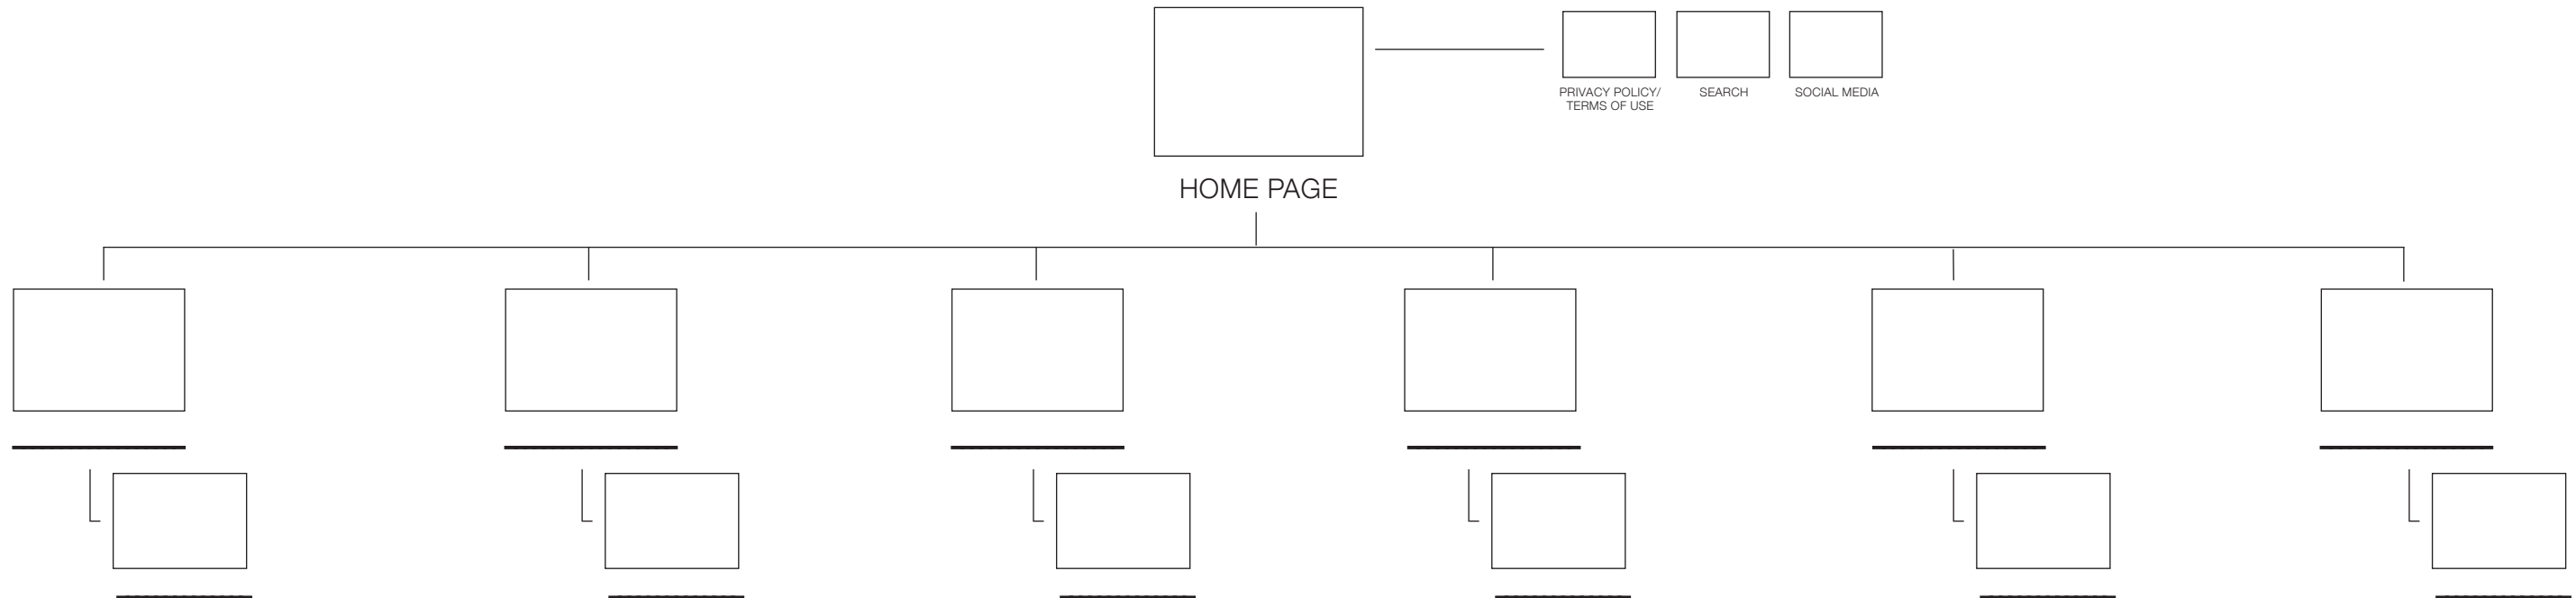 PRIVACY POLICY/
TERMS OF USE
SEARCH
SOCIAL MEDIA
HOME PAGE